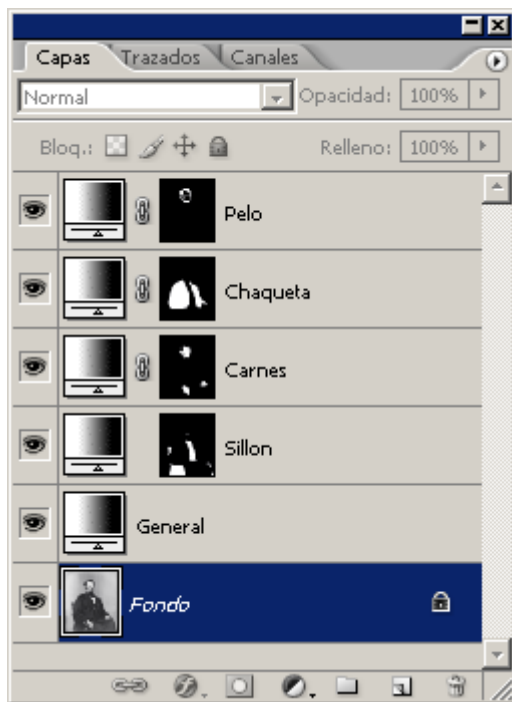 Capas Trazados Canales
Normal Opacidad: 100%
Bloq.: Relleno: 100%
Pelo
Chaqueta
Carnes
Sillon
General
Fondo